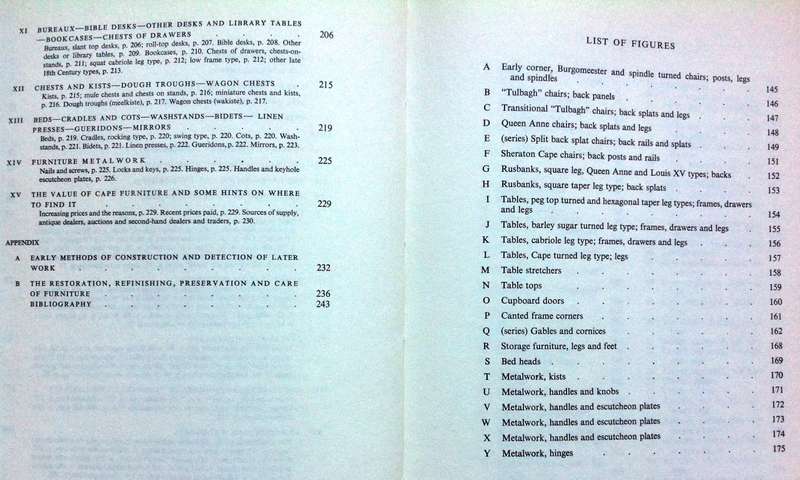 XI BUREAUX—BIBLE DESKS—OTHER DESKS AND LIBRARY TABLES
—BOOKCASES—CHESTS OF DRAWERS . . . . 206
Bureaux, slant top desks, p. 206; roll-top desks, p. 207. Bible desks, p. 208. Other
desks or library tables, p. 209. Bookcases, p. 210. Chests of drawers, chests-on-
stands, p. 211; squat cabriole leg type, p. 212; low frame type, p. 212; other late
18th Century types, p. 213.
XII CHESTS AND KISTS—DOUGH TROUGHS—WAGON CHESTS . 215
Kists, p. 215; mule chests and chests on stands, p. 216; miniature chests and kists,
p. 216. Dough troughs (meelkiste), p. 217. Wagon chest (wakiste), p. 217.
XIII BEDS—CRADLES AND COTS—WASHSTANDS—BIDETS— LINEN
PRESSES—GUERIDONS—MIRRORS . . . . . 219
Beds, p. 219. Cradles, rocking type, p. 220; swing type, p. 220. Cots, p. 220. Wash-
stands, p. 221. Bidets, p. 221. Linen presses, p. 222. Gueridons, p. 222. Mirrors, p. 223.
XIV FURNITURE METALWORK . . . . . . 225
Nails and screws, p. 225. Locks and keys, p. 225. Hinges, p. 225. Handles and keyhole
escutcheon plates, p. 226.
XV THE VALUE OF CAPE FURNITURE AND SOME HINTS ON WHERE
TO FIND IT . . . . . . . . 229
Increasing prices and the reasons, p. 229. Recent prices paid, p. 229. Sources of supply,
antique dealers, auctions and second-hand dealers and traders, p. 230.
APPENDIX
A EARLY METHODS OF CONSTRUCTION AND DETECTION OF LATER
WORK . . . . . . . . . 232
B THE RESTORATION, REFINISHING, PRESERVATION AND CARE
OF FURNITURE . . . . . . . . 236
BIBLIOGRAPHY . . . . . . . . 243
LIST OF FIGURES
A Early corner, Burgomeester and spindle turned chairs; posts, legs
and spindles . . . . . . . . 145
B "Tulbagh" chairs; back panels . . . . . 146
C Transitional "Tulbagh" chairs; back splats and legs . . . 147
D Queen Anne chairs; back splats and legs . . . . 148
E (series) Split back splat chairs; back rails and splats . . . 149
F Sheraton Cape chairs; back posts and rails . . . . 151
G Rusbanks, square leg, Queen Anne and Louis XV types; backs . 152
H Rusbanks, square taper leg type; back splats . . . . 153
I Tables, peg top turned and hexagonal taper leg types; frames, drawers
and legs . . . . . . . . 154
J Tables, barley sugar turned leg type; frames, drawers and legs . 155
K Tables, cabriole leg type; frames, drawers and legs . . . 156
L Table, Cape turned leg type; legs . . . . . 157
M Table stretchers . . . . . . . 158
N Table tops . . . . . . . 159
O Cupboard doors . . . . . . . 160
P Canted frame corners . . . . . . 161
Q (series) Gables and cornices . . . . . 162
R Storage furniture, legs and feet . . . . . 168
S Bed heads . . . . . . . 169
T Metalwork, kists . . . . . . . 170
U Metalwork, handles and knobs . . . . . 171
V Metalwork, handles and escutcheon plates . . . . 172
W Metalwork, handles and escutcheon plates . . . . 173
X Metalwork, handles and escutcheon plates . . . . 174
Y Metalwork, hinges . . . . . . 175